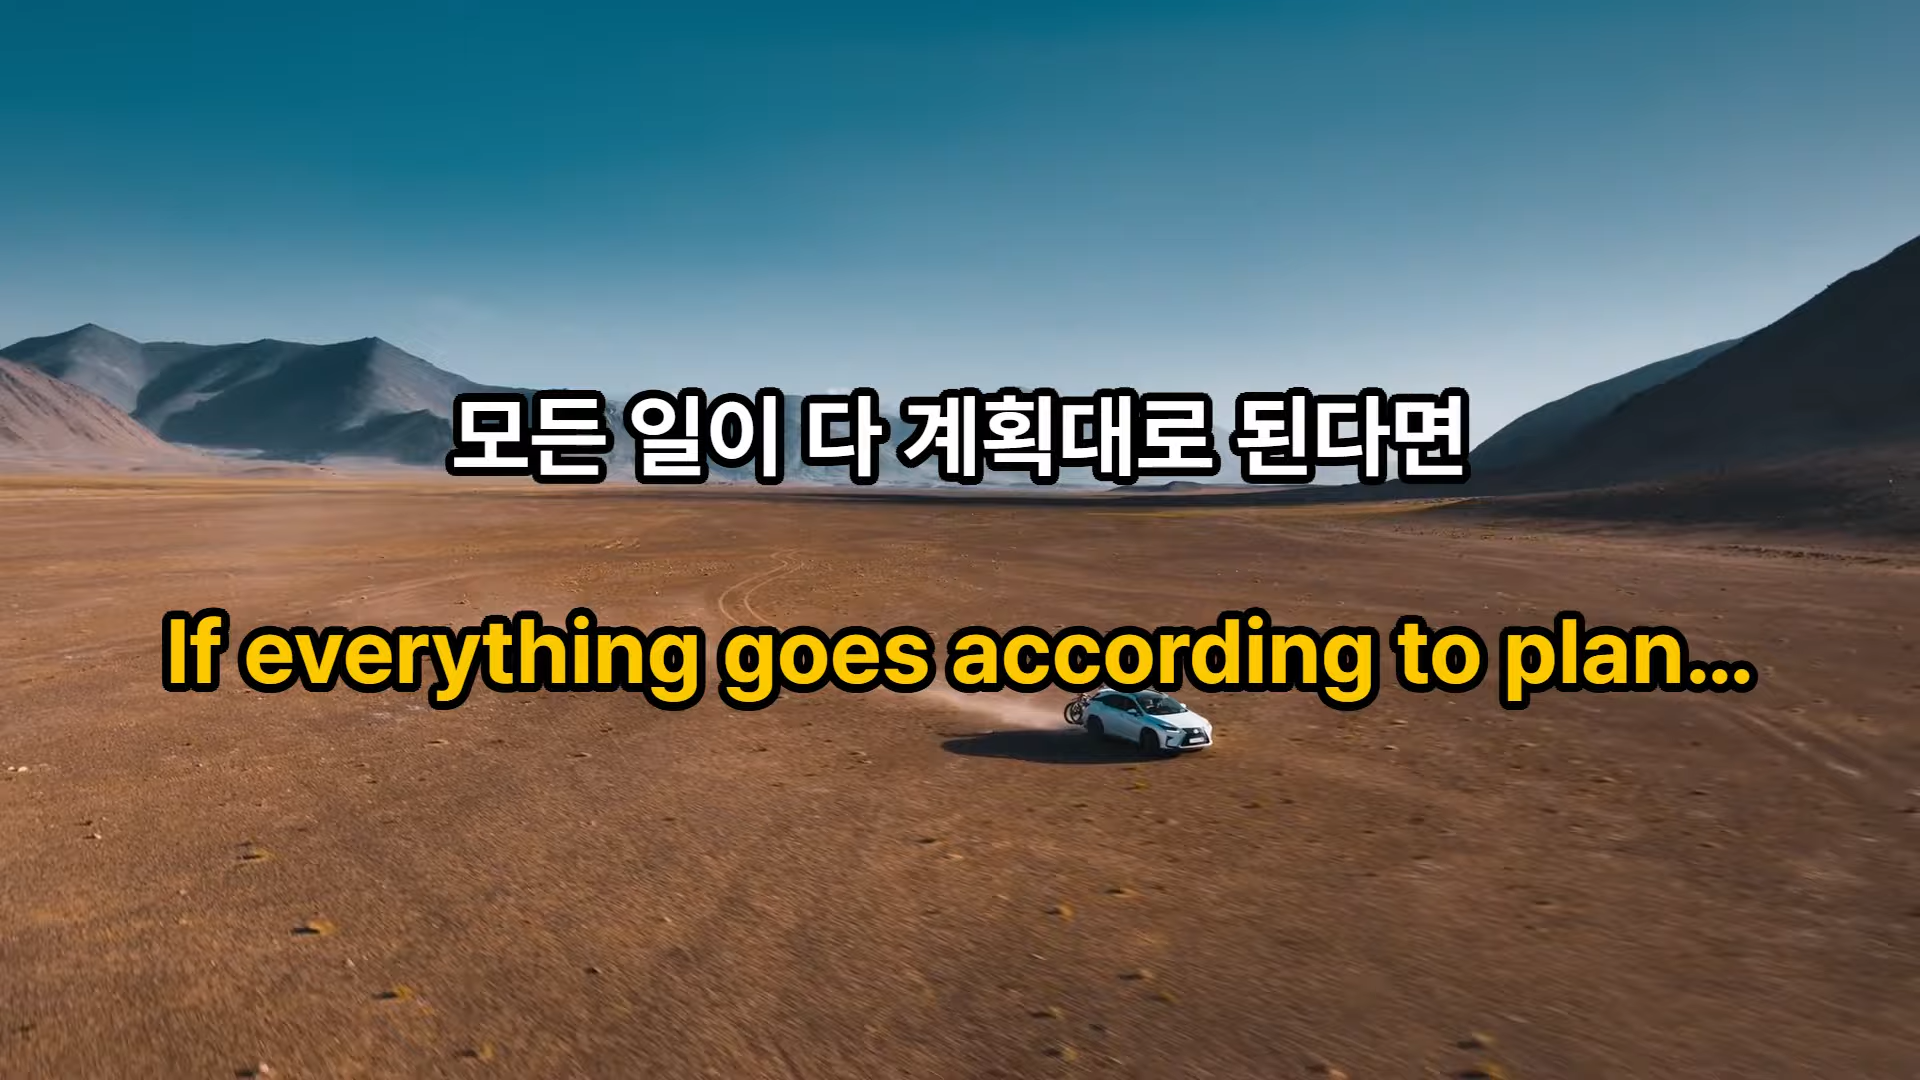 모든 일이 다 계획대로 된다면
If everything goes according to plan...